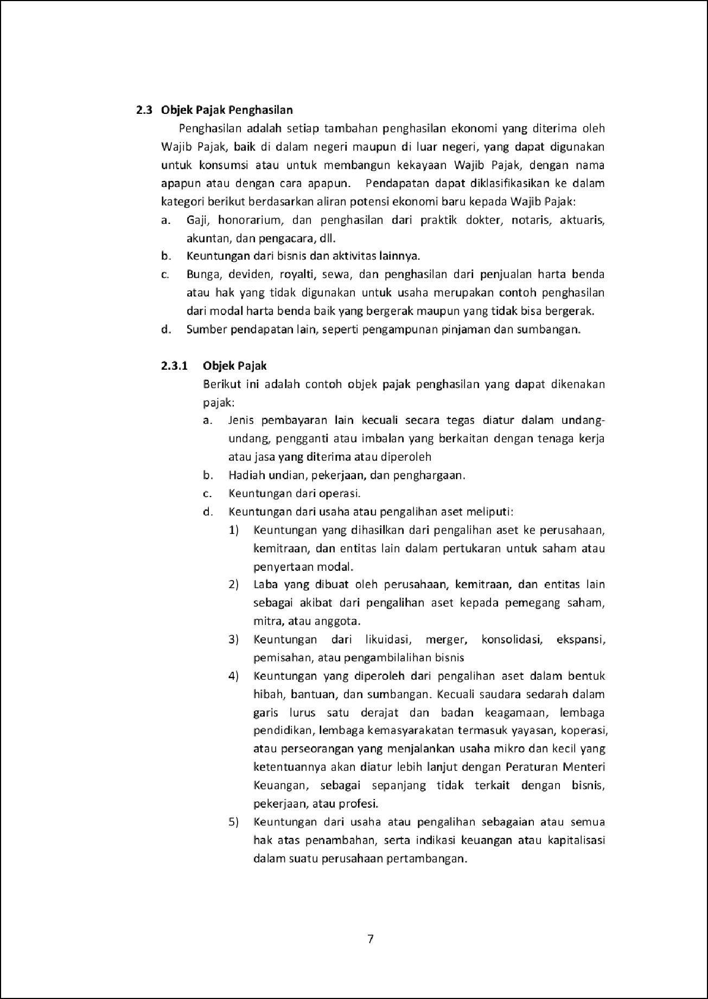 2.3 Objek Pajak Penghasilan
Penghasilan adalah setiap tambahan penghasilan ekonomi yang diterima oleh
Wajib Pajak, baik di dalam negeri maupun di luar negeri, yang dapat digunakan
untuk konsumsi atau untuk membangun kekayaan Wajib Pajak, dengan nama
apapun atau dengan cara apapun. Pendapatan dapat diklasifikasikan ke dalam
kategori berikut berdasarkan aliran potensi ekonomi baru kepada Wajib Pajak:
a. Gaji, honorarium, dan penghasilan dari praktik dokter, notaris, aktuaris,
akuntan, dan pengacara, dll.
b. Keuntungan dari bisnis dan aktivitas lainnya.
c. Bunga, deviden, royalti, sewa, dan penghasilan dari penjualan harta benda
atau hak yang tidak digunakan untuk usaha merupakan contoh penghasilan
dari modal harta benda baik yang bergerak maupun yang tidak bisa bergerak.
d. Sumber pendapatan lain, seperti pengampunan pinjaman dan sumbangan.
2.3.1 Objek Pajak
Berikut ini adalah contoh objek pajak penghasilan yang dapat dikenakan
pajak:
a. Jenis pembayaran lain kecuali secara tegas diatur dalam undang-
undang, pengganti atau imbalan yang berkaitan dengan tenaga kerja
atau jasa yang diterima atau diperoleh
b. Hadiah undian, pekerjaan, dan penghargaan.
c. Keuntungan dari operasi.
d. Keuntungan dari usaha atau pengalihan aset meliputi:
1) Keuntungan yang dihasilkan dari pengalihan aset ke perusahaan,
kemitraan, dan entitas lain dalam pertukaran untuk saham atau
penyertaan modal.
2) Laba yang dibuat oleh perusahaan, kemitraan, dan entitas lain
sebagai akibat dari pengalihan aset kepada pemegang saham,
mitra, atau anggota.
3) Keuntungan dari likuidasi, merger, konsolidasi, ekspansi,
pemisahan, atau pengambilalihan bisnis
4) Keuntungan yang diperoleh dari pengalihan aset dalam bentuk
hibah, bantuan, dan sumbangan. Kecuali saudara sedarah dalam
garis lurus satu derajat dan badan keagamaan, lembaga
pendidikan, lembaga kemasyarakatan termasuk yayasan, koperasi,
atau perseorangan yang menjalankan usaha mikro dan kecil yang
ketentuannya akan diatur lebih lanjut dengan Peraturan Menteri
Keuangan, sebagai sepanjang tidak terkait dengan bisnis,
pekerjaan, atau profesi.
5) Keuntungan dari usaha atau pengalihan sebagaian atau semua
hak atas penambahan, serta indikasi keuangan atau kapitalisasi
dalam suatu perusahaan pertambangan.
7